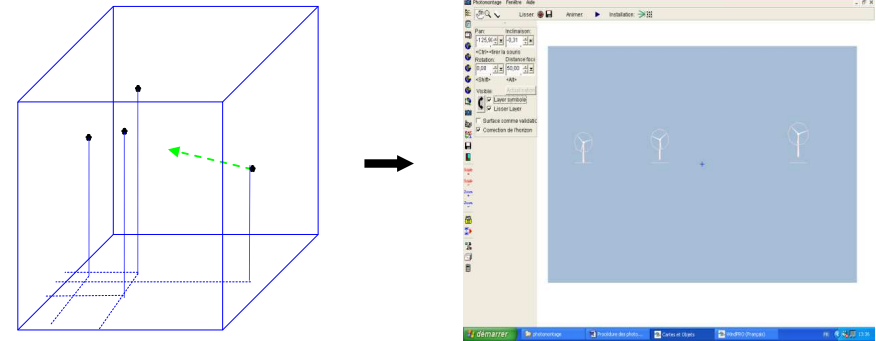 Photomontage Fenêtre Aide
Lisser: Animer: Installation:
Pan: Inclinaison:
-125,90 -0,31
<Ctrl>+tirer la souris
Rotation: Distance foc
0,00 50,00
<Shift> <Alt>
Visible:
Layer symbole
Lisser Layer
Surface comme validatio
Correction de l'horizon
démarrer photomontage Procédure des photo... Cartes et Objets WindPRO (Français) FR 13:36